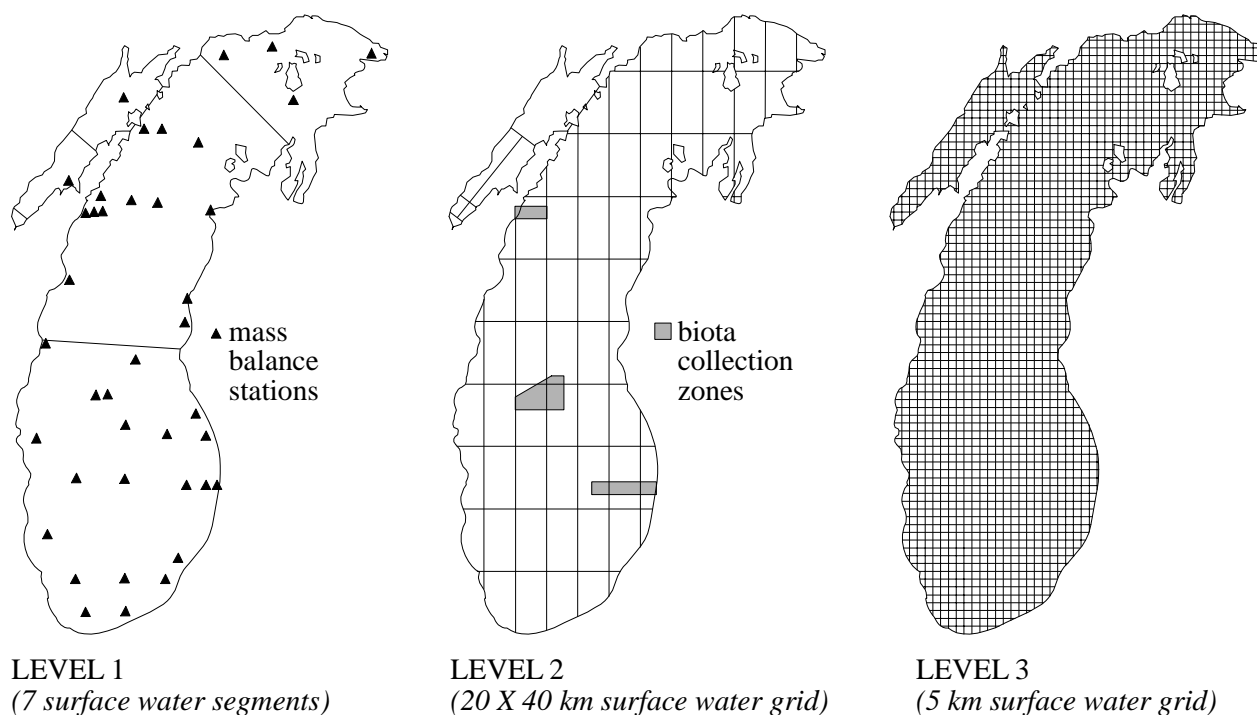 mass
balance
stations
biota
collection
zones
LEVEL 1
(7 surface water segments)
LEVEL 2
(20 X 40 km surface water grid)
LEVEL 3
(5 km surface water grid)